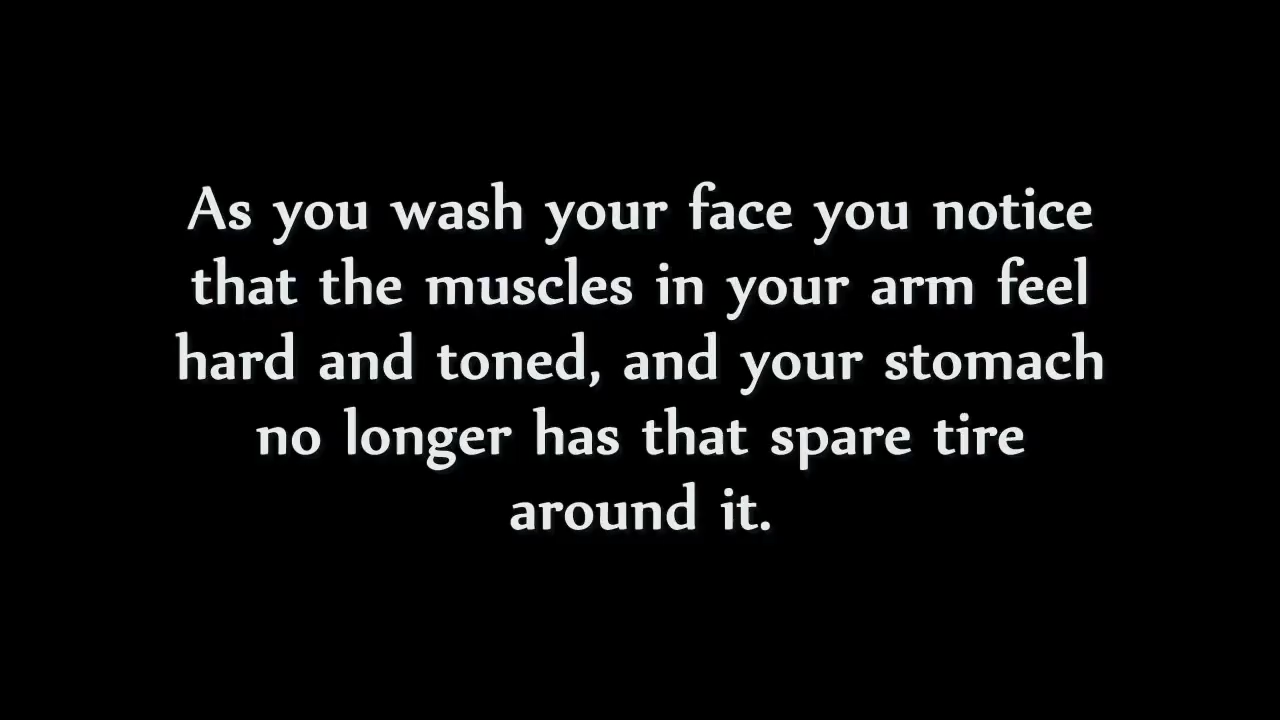 As you wash your face you notice
that the muscles in your arm feel
hard and toned, and your stomach
no longer has that spare tire
around it.